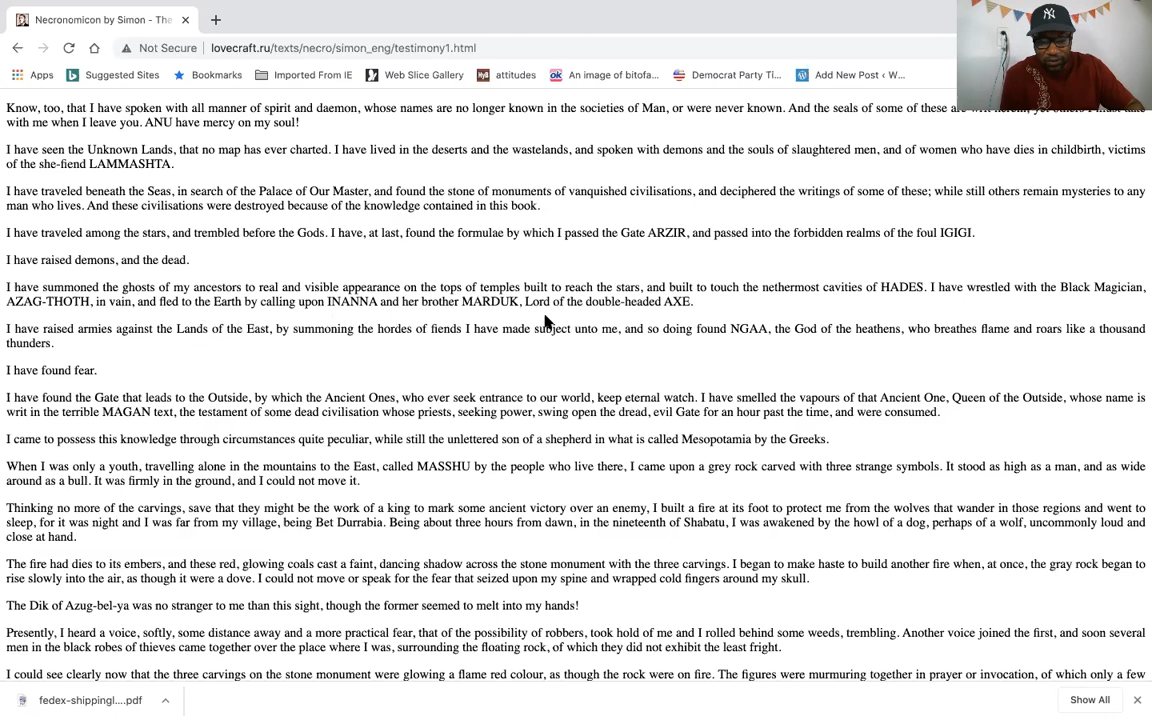 Necronomicon by Simon - The
Not Secure | lovecraft.ru/texts/necro/simon_eng/testimony1.html
Apps Suggested Sites Bookmarks Imported From IE Web Slice Gallery attitudes An image of bitofa... Democrat Party Ti... Add New Post ‹ W...
Know, too, that I have spoken with all manner of spirit and daemon, whose names are no longer known in the societies of Man, or were never known. And the seals of some of these are
with me when I leave you. ANU have mercy on my soul!
I have seen the Unknown Lands, that no map has ever charted. I have lived in the deserts and the wastelands, and spoken with demons and the souls of slaughtered men, and of women who have dies in childbirth, victims
of the she-fiend LAMMASHTA.
I have traveled beneath the Seas, in search of the Palace of Our Master, and found the stone of monuments of vanquished civilisations, and deciphered the writings of some of these; while still others remain mysteries to any
man who lives. And these civilisations were destroyed because of the knowledge contained in this book.
I have traveled among the stars, and trembled before the Gods. I have, at last, found the formulae by which I passed the Gate ARZIR, and passed into the forbidden realms of the foul IGIGI.
I have raised demons, and the dead.
I have summoned the ghosts of my ancestors to real and visible appearance on the tops of temples built to reach the stars, and built to touch the nethermost cavities of HADES. I have wrestled with the Black Magician,
AZAG-THOTH, in vain, and fled to the Earth by calling upon INANNA and her brother MARDUK, Lord of the double-headed AXE.
I have raised armies against the Lands of the East, by summoning the hordes of fiends I have made subject unto me, and so doing found NGAA, the God of the heathens, who breathes flame and roars like a thousand
thunders.
I have found fear.
I have found the Gate that leads to the Outside, by which the Ancient Ones, who ever seek entrance to our world, keep eternal watch. I have smelled the vapours of that Ancient One, Queen of the Outside, whose name is
writ in the terrible MAGAN text, the testament of some dead civilisation whose priests, seeking power, swing open the dread, evil Gate for an hour past the time, and were consumed.
I came to possess this knowledge through circumstances quite peculiar, while still the unlettered son of a shepherd in what is called Mesopotamia by the Greeks.
When I was only a youth, travelling alone in the mountains to the East, called MASSHU by the people who live there, I came upon a grey rock carved with three strange symbols. It stood as high as a man, and as wide
around as a bull. It was firmly in the ground, and I could not move it.
Thinking no more of the carvings, save that they might be the work of a king to mark some ancient victory over an enemy, I built a fire at its foot to protect me from the wolves that wander in those regions and went to
sleep, for it was night and I was far from my village, being Bet Durrabia. Being about three hours from dawn, in the nineteenth of Shabatu, I was awakened by the howl of a dog, perhaps of a wolf, uncommonly loud and
close at hand.
The fire had dies to its embers, and these red, glowing coals cast a faint, dancing shadow across the stone monument with the three carvings. I began to make haste to build another fire when, at once, the gray rock began to
rise slowly into the air, as though it were a dove. I could not move or speak for the fear that seized upon my spine and wrapped cold fingers around my skull.
The Dik of Azug-bel-ya was no stranger to me than this sight, though the former seemed to melt into my hands!
Presently, I heard a voice, softly, some distance away and a more practical fear, that of the possibility of robbers, took hold of me and I rolled behind some weeds, trembling. Another voice joined the first, and soon several
men in the black robes of thieves came together over the place where I was, surrounding the floating rock, of which they did not exhibit the least fright.
I could see clearly now that the three carvings on the stone monument were glowing a flame red colour, as though the rock were on fire. The figures were murmuring together in prayer or invocation, of which only a few
fedex-shippingl....pdf Show All